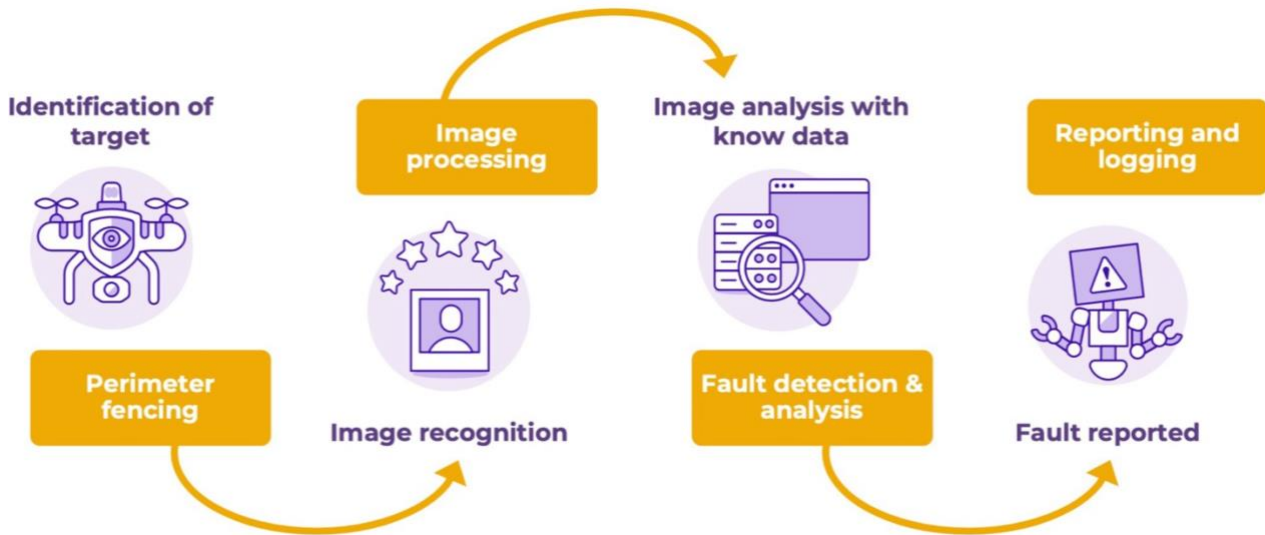 Identification of
target
Perimeter
fencing
Image
processing
Image recognition
Image analysis with
know data
Fault detection &
analysis
Reporting and
logging
!
Fault reported